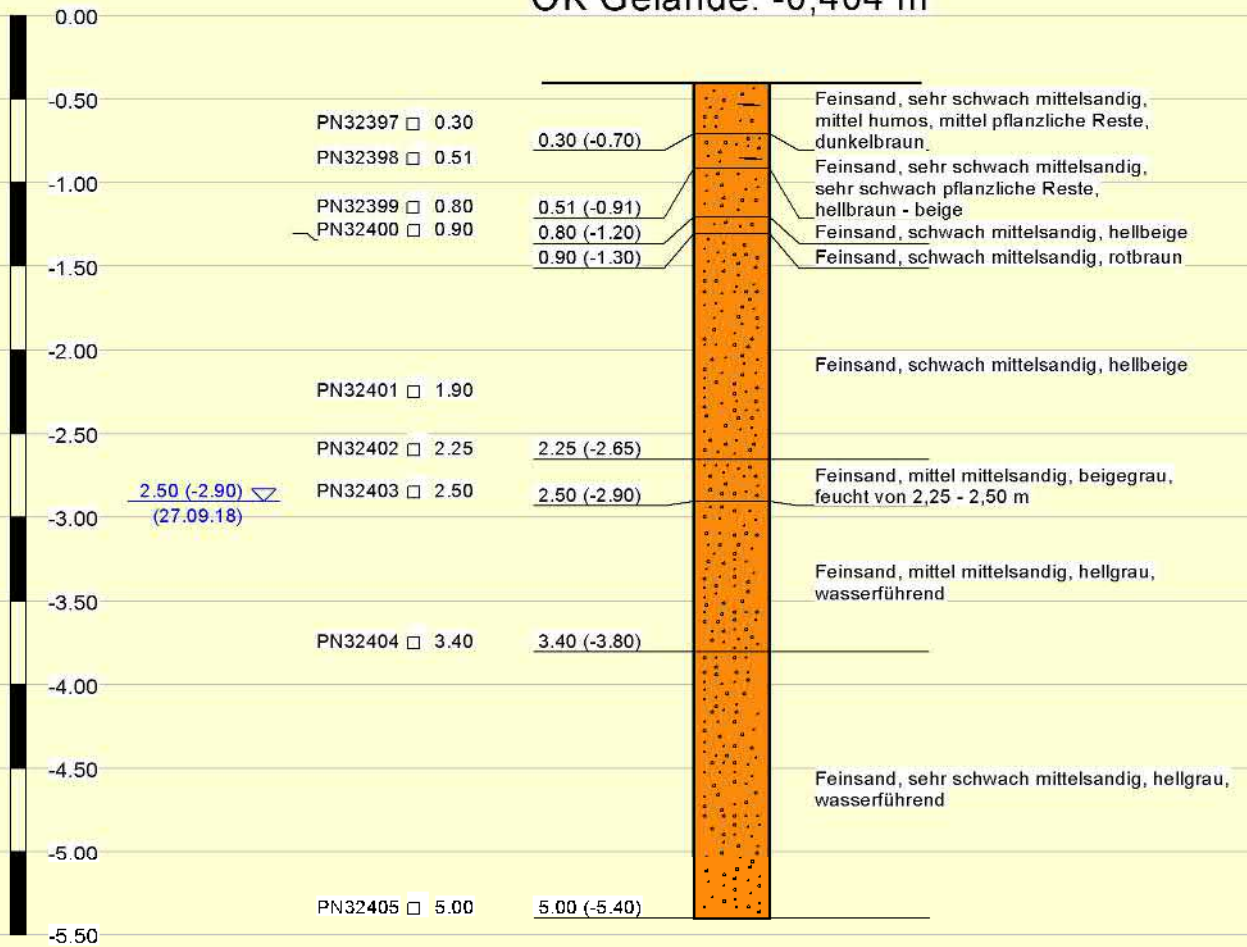 OK Gelände: -0,404 m
0.00
-0.50
-1.00
-1.50
-2.00
-2.50
-3.00
-3.50
-4.00
-4.50
-5.00
-5.50
2.50 (-2.90)
(27.09.18)
PN32397 □ 0.30
PN32398 □ 0.51
PN32399 □ 0.80
PN32400 □ 0.90
PN32401 □ 1.90
PN32402 □ 2.25
PN32403 □ 2.50
PN32404 □ 3.40
PN32405 □ 5.00
0.30 (-0.70)
0.51 (-0.91)
0.80 (-1.20)
0.90 (-1.30)
2.25 (-2.65)
2.50 (-2.90)
3.40 (-3.80)
5.00 (-5.40)
Feinsand, sehr schwach mittelsandig,
mittel humos, mittel pflanzliche Reste,
dunkelbraun
Feinsand, sehr schwach mittelsandig,
sehr schwach pflanzliche Reste,
hellbraun - beige
Feinsand, schwach mittelsandig, hellbeige
Feinsand, schwach mittelsandig, rotbraun
Feinsand, schwach mittelsandig, hellbeige
Feinsand, mittel mittelsandig, beigegrau,
feucht von 2,25 - 2,50 m
Feinsand, mittel mittelsandig, hellgrau,
wasserführend
Feinsand, sehr schwach mittelsandig, hellgrau,
wasserführend